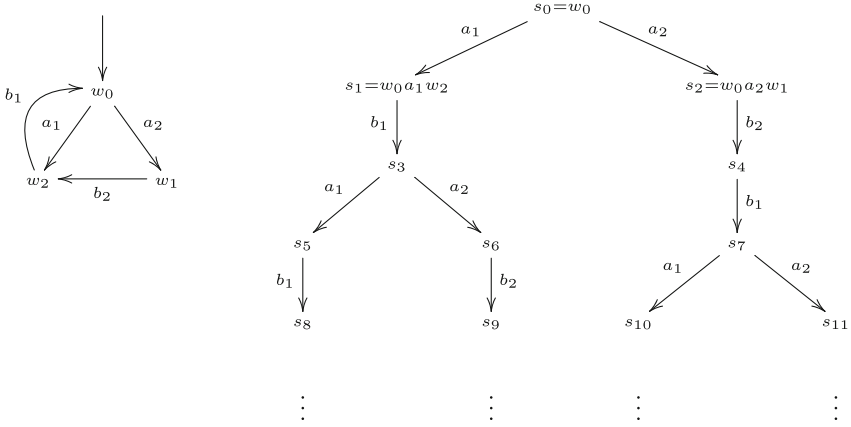 s₀=w₀
a₁ a₂
b₁ w₀ s₁=w₀a₁w₂ s₂=w₀a₂w₁
a₁ a₂ b₁ b₂
w₂ b₂ w₁ s₃ s₄
a₁ a₂ b₁
s₅ s₆ s₇
b₁ b₂ a₁ a₂
s₈ s₉ s₁₀ s₁₁
⋮ ⋮ ⋮ ⋮